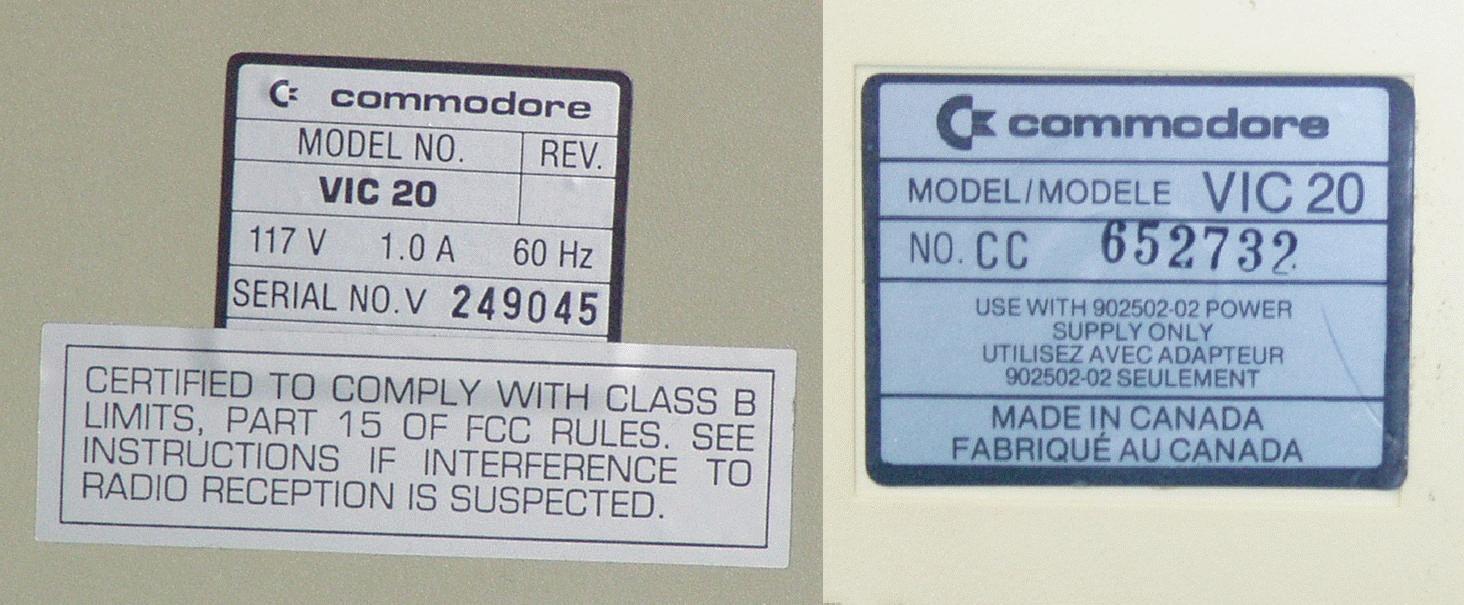 commodore
MODEL NO. REV.
VIC 20
117 V 1.0 A 60 Hz
SERIAL NO. V 249045
CERTIFIED TO COMPLY WITH CLASS B
LIMITS, PART 15 OF FCC RULES. SEE
INSTRUCTIONS IF INTERFERENCE TO
RADIO RECEPTION IS SUSPECTED.
commodore
MODEL/MODELE VIC 20
NO. CC 652732
USE WITH 902502-02 POWER
SUPPLY ONLY
UTILISEZ AVEC ADAPTEUR
902502-02 SEULEMENT
MADE IN CANADA
FABRIQUÉ AU CANADA